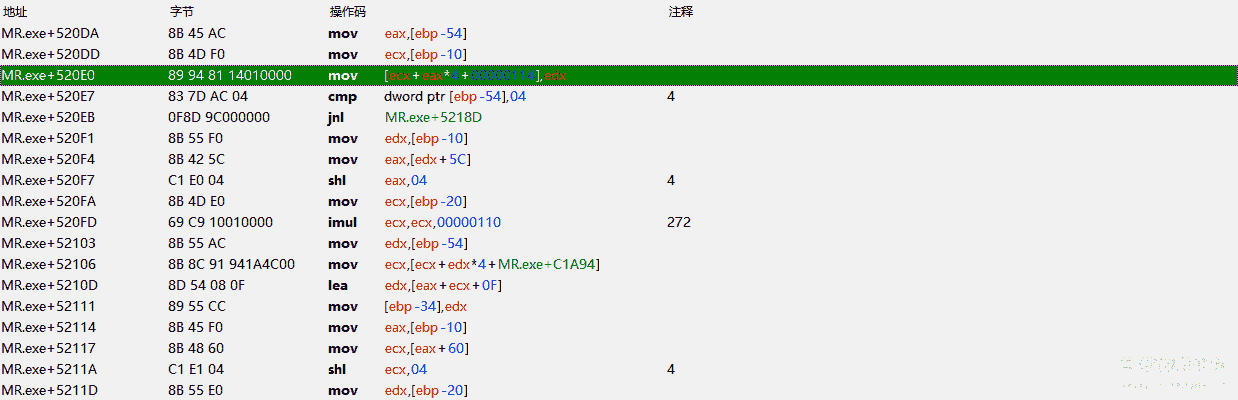 地址 字节 操作码 注释
MR.exe+520DA 8B 45 AC mov eax,[ebp-54]
MR.exe+520DD 8B 4D F0 mov ecx,[ebp-10]
MR.exe+520E0 89 94 81 14010000 mov [ecx+eax*4+00000114],edx
MR.exe+520E7 83 7D AC 04 cmp dword ptr [ebp-54],04 4
MR.exe+520EB 0F8D 9C000000 jnl MR.exe+5218D
MR.exe+520F1 8B 55 F0 mov edx,[ebp-10]
MR.exe+520F4 8B 42 5C mov eax,[edx+5C]
MR.exe+520F7 C1 E0 04 shl eax,04 4
MR.exe+520FA 8B 4D E0 mov ecx,[ebp-20]
MR.exe+520FD 69 C9 10010000 imul ecx,ecx,00000110 272
MR.exe+52103 8B 55 AC mov edx,[ebp-54]
MR.exe+52106 8B 8C 91 941A4C00 mov ecx,[ecx+edx*4+MR.exe+C1A94]
MR.exe+5210D 8D 54 08 0F lea edx,[eax+ecx+0F]
MR.exe+52111 89 55 CC mov [ebp-34],edx
MR.exe+52114 8B 45 F0 mov eax,[ebp-10]
MR.exe+52117 8B 48 60 mov ecx,[eax+60]
MR.exe+5211A C1 E1 04 shl ecx,04 4
MR.exe+5211D 8B 55 E0 mov edx,[ebp-20]